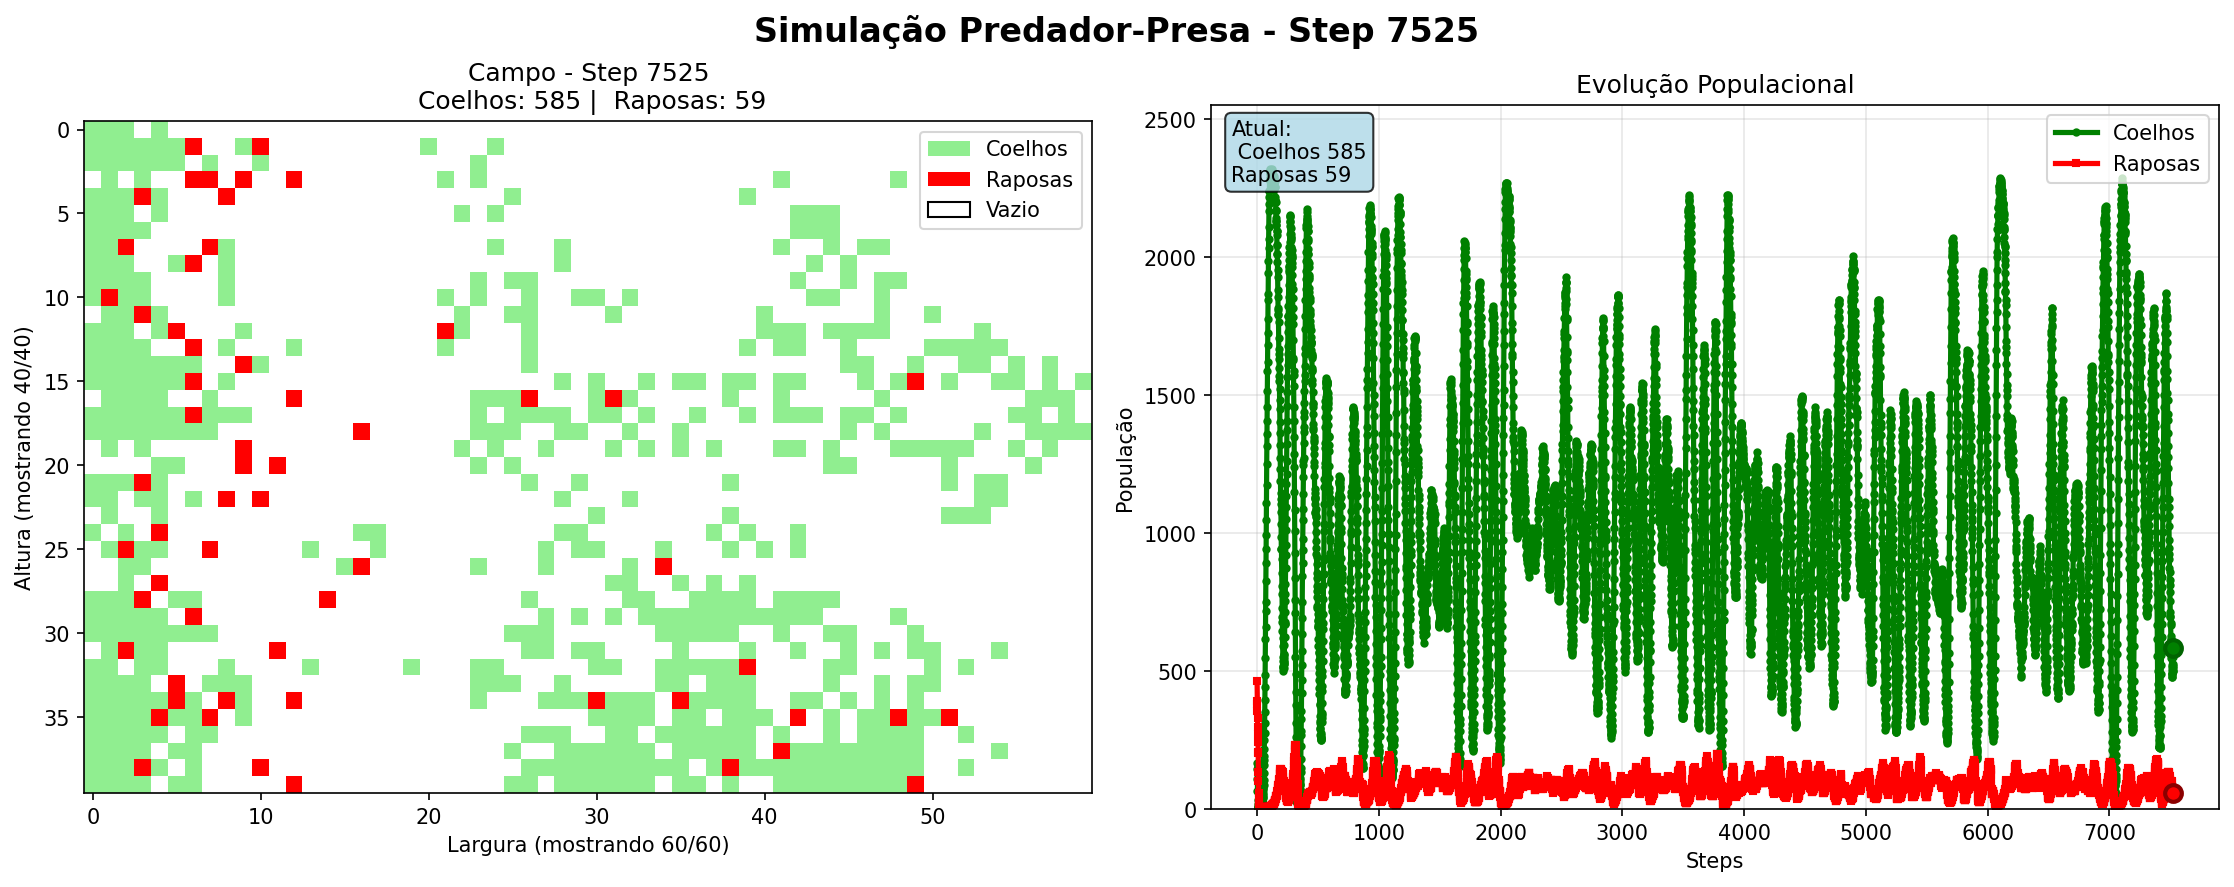 Simulação Predador-Presa - Step 7525
Campo - Step 7525
Coelhos: 585 |  Raposas: 59
Coelhos
Raposas
Vazio
0
5
10
15
20
25
30
35
Altura (mostrando 40/40)
0
10
20
30
40
50
Largura (mostrando 60/60)
Evolução Populacional
Atual:
Coelhos 585
Raposas 59
Coelhos
Raposas
2500
2000
1500
1000
500
0
População
0
1000
2000
3000
4000
5000
6000
7000
Steps